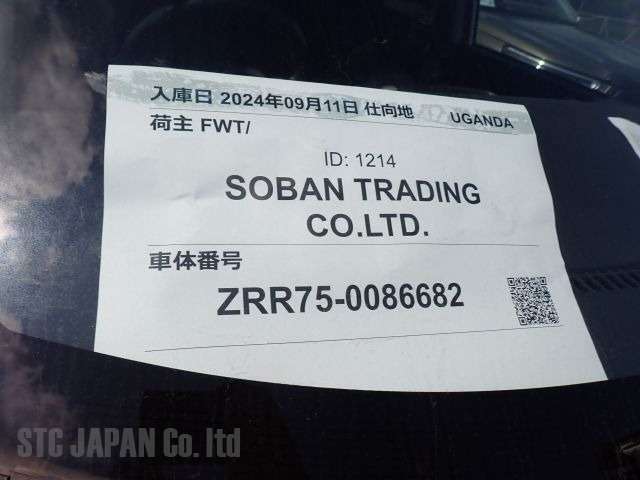 入庫日 2024年09月11日 仕向地 UGANDA
荷主 FWT/
ID: 1214
SOBAN TRADING
CO.LTD.
車体番号
ZRR75-0086682
STC JAPAN Co. ltd